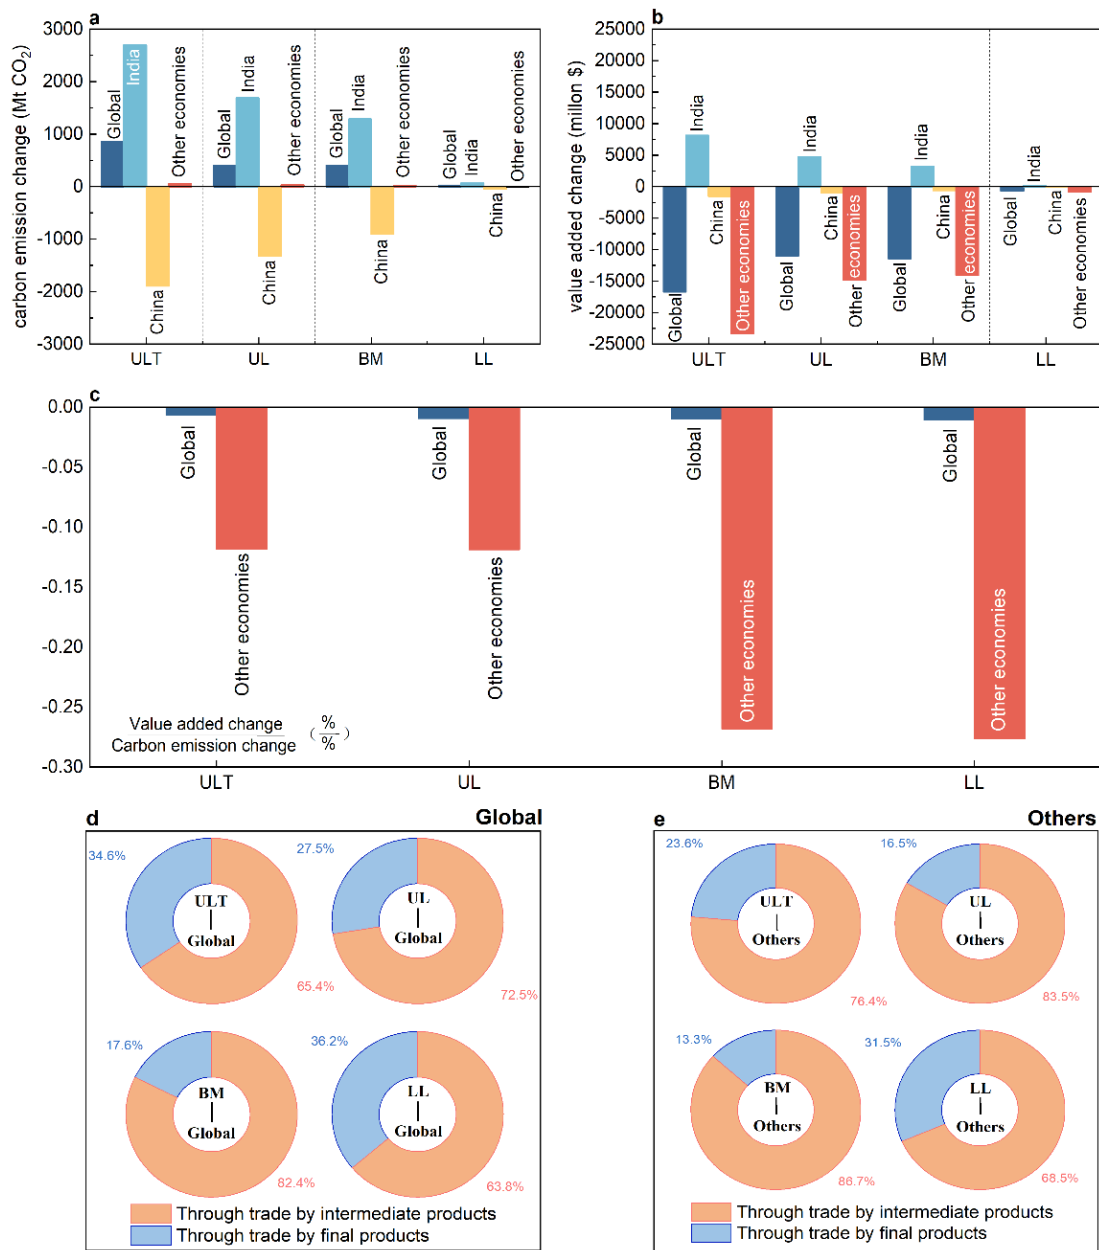 a
carbon emission change (Mt CO₂)
3000
2000
1000
0
-1000
-2000
-3000
Global
India
China
Other economies
Global
India
China
Other economies
Global
India
China
Other economies
Global
India
China
Other economies
ULT
UL
BM
LL
b
value added change (millon $)
25000
20000
15000
10000
5000
0
-5000
-10000
-15000
-20000
-25000
Global
India
China
Other economies
Global
India
China
Other economies
Global
India
China
Other economies
Global
India
China
Other economies
ULT
UL
BM
LL
c
0.00
-0.05
-0.10
-0.15
-0.20
-0.25
-0.30
Global
Other economies
Global
Other economies
Global
Other economies
Global
Other economies
Value added change
Carbon emission change
(%/%)
ULT
UL
BM
LL
d
Global
34.6%
ULT
Global
65.4%
27.5%
UL
Global
72.5%
17.6%
BM
Global
82.4%
36.2%
LL
Global
63.8%
Through trade by intermediate products
Through trade by final products
e
Others
23.6%
ULT
Others
76.4%
16.5%
UL
Others
83.5%
13.3%
BM
Others
86.7%
31.5%
LL
Others
68.5%
Through trade by intermediate products
Through trade by final products